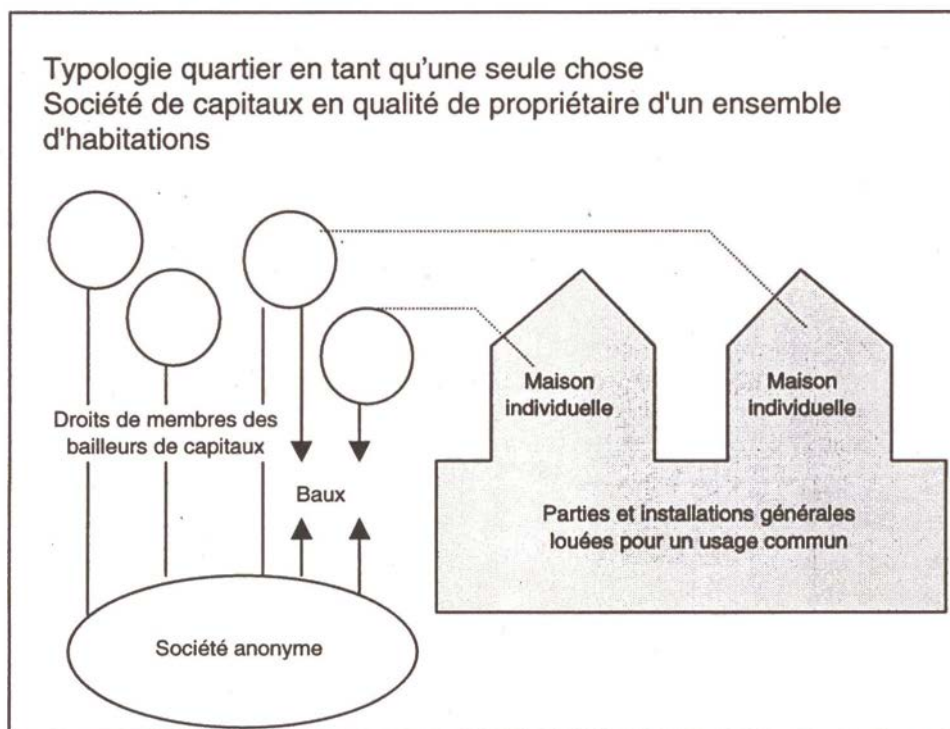 Typologie quartier en tant qu'une seule chose
Société de capitaux en qualité de propriétaire d'un ensemble
d'habitations
Droits de membres des
bailleurs de capitaux
Baux
Société anonyme
Maison
individuelle
Maison
individuelle
Parties et installations générales
louées pour un usage commun